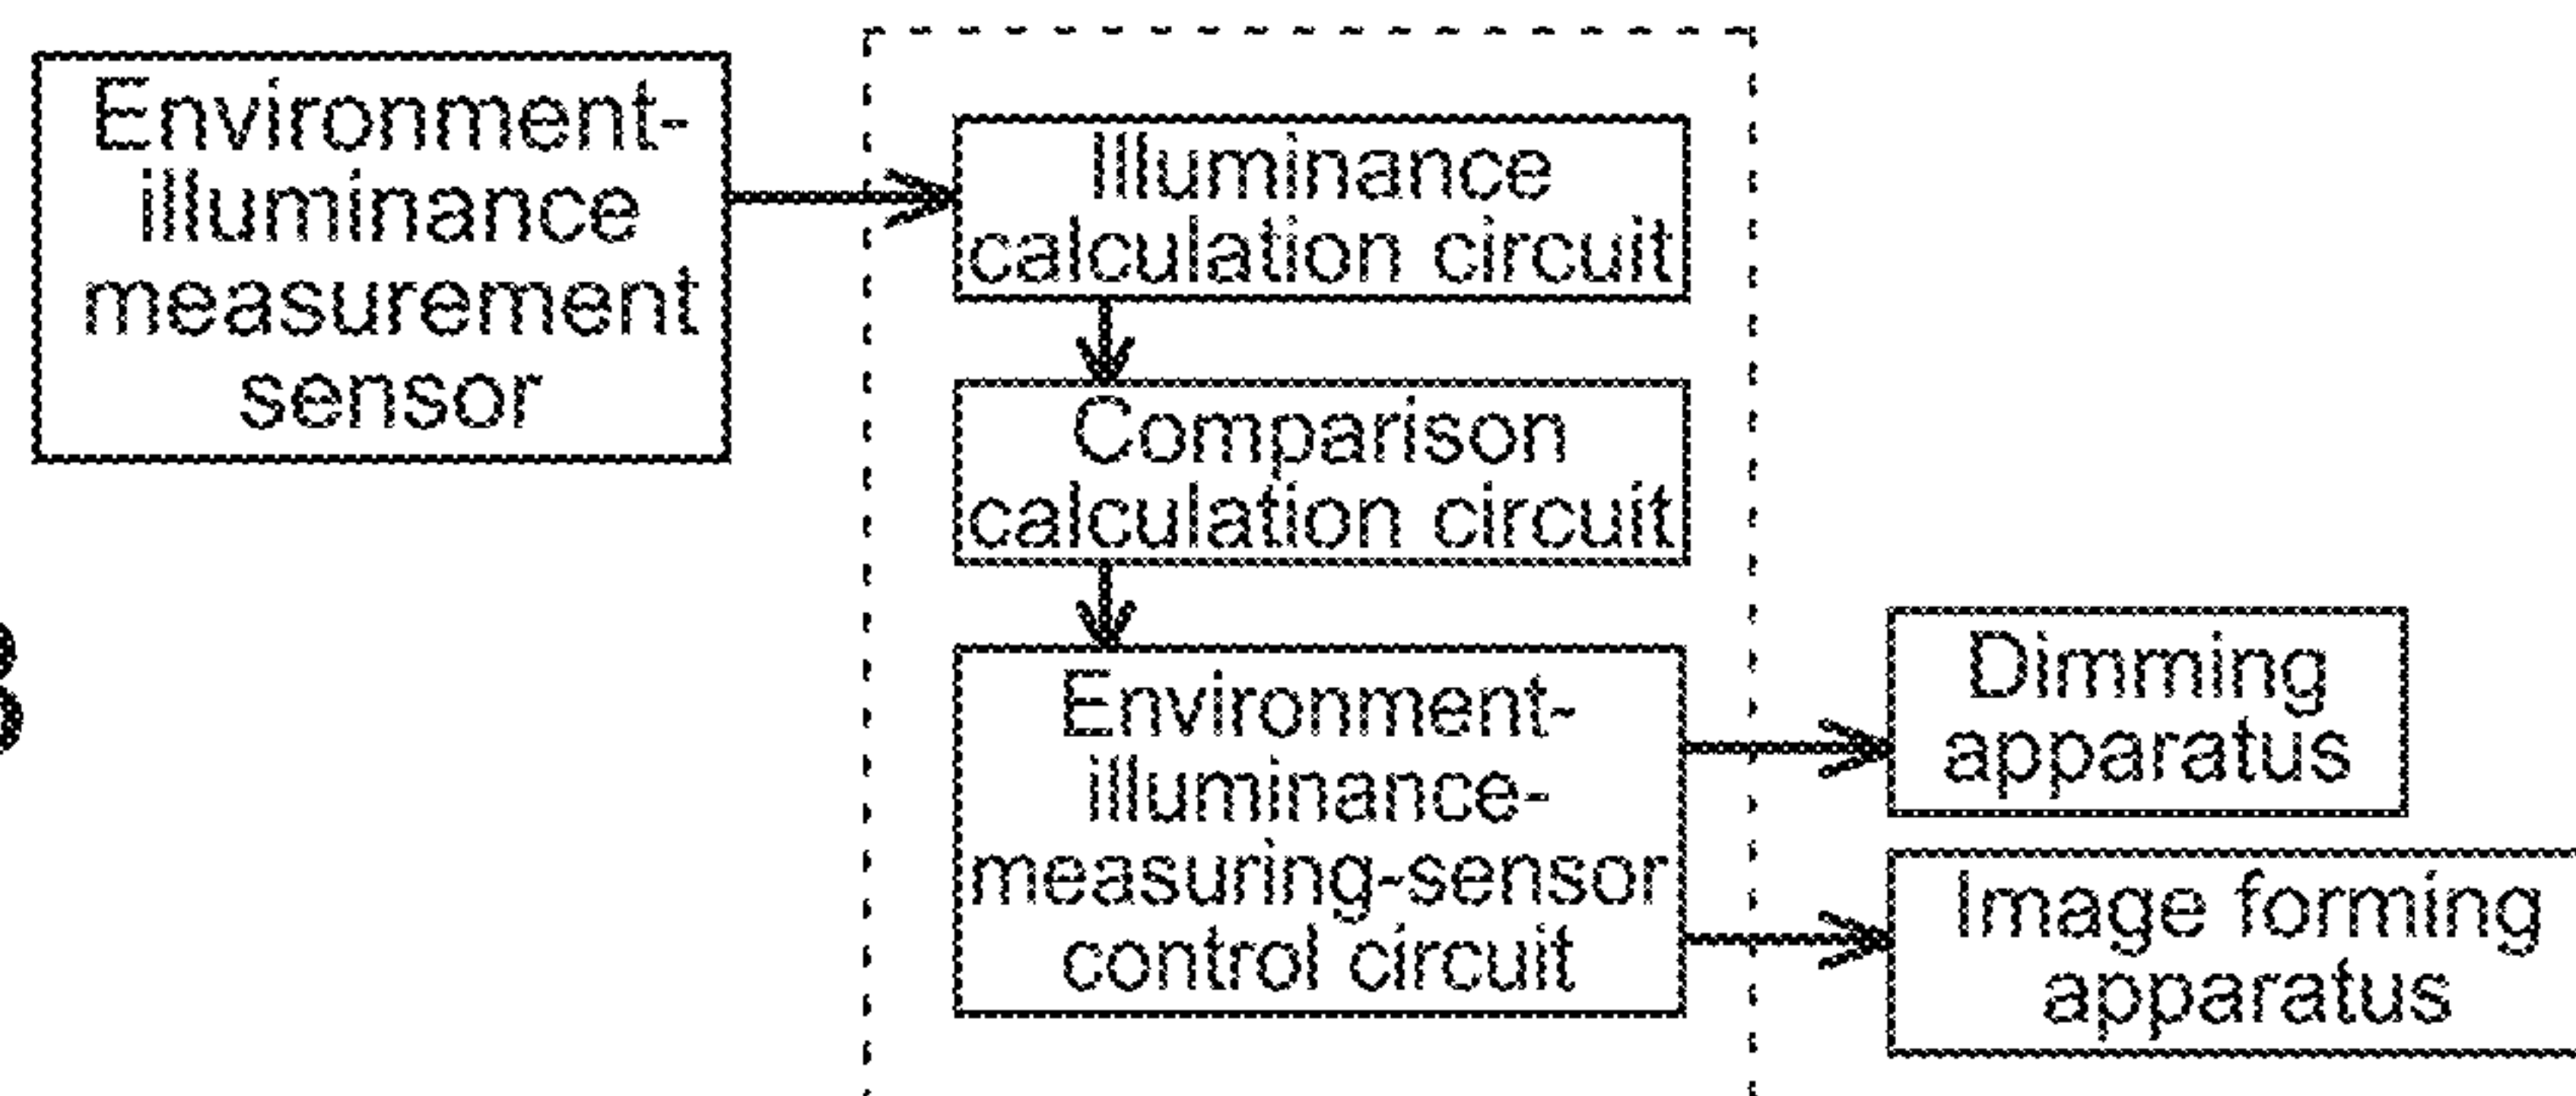 Environment-
illuminance
measurement
sensor
Illuminance
calculation circuit
Comparison
calculation circuit
Environment-
illuminance-
measuring-sensor
control circuit
Dimming
apparatus
Image forming
apparatus